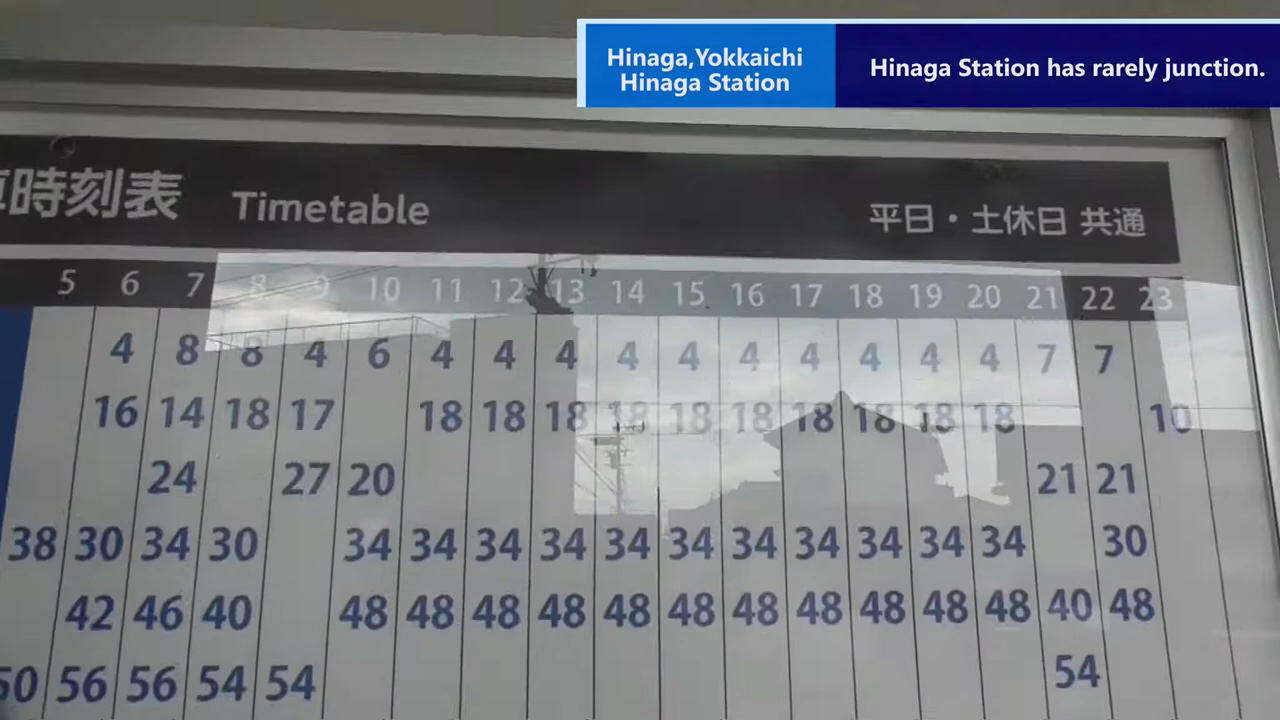 Hinaga,Yokkaichi
Hinaga Station
Hinaga Station has rarely junction.
時刻表 Timetable 平日・土休日 共通
5 6 7 8 9 10 11 12 13 14 15 16 17 18 19 20 21 22 23
4 8 8 4 6 4 4 4 4 4 4 4 4 4 4 7 7
16 14 18 17 18 18 18 18 18 18 18 18 18 18 10
24 27 20 21 21
38 30 34 30 34 34 34 34 34 34 34 34 34 34 34 30
42 46 40 48 48 48 48 48 48 48 48 48 48 48 40 48
50 56 56 54 54 54